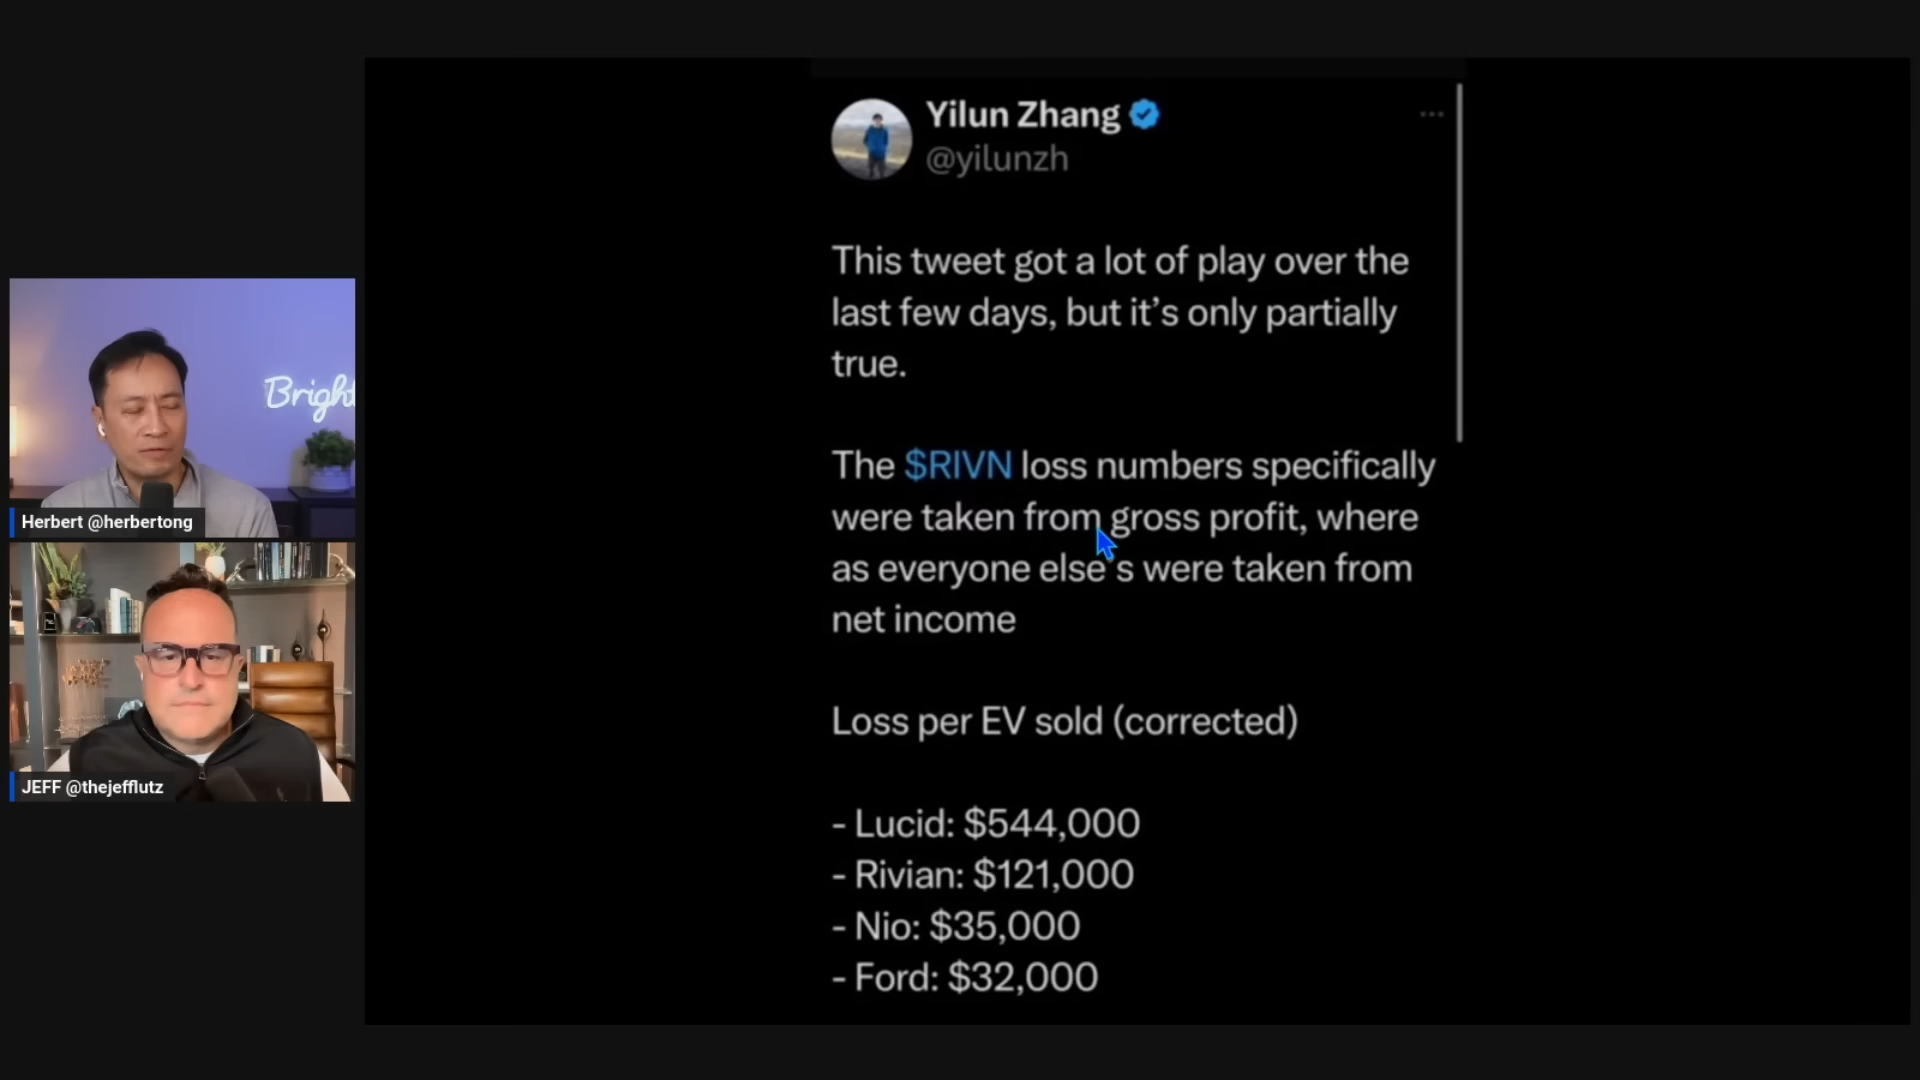 Yilun Zhang
@yilunzh
This tweet got a lot of play over the
last few days, but it’s only partially
true.
The $RIVN loss numbers specifically
were taken from gross profit, where
as everyone else's were taken from
net income
Loss per EV sold (corrected)
- Lucid: $544,000
- Rivian: $121,000
- Nio: $35,000
- Ford: $32,000
Bright
Herbert @herbertong
JEFF @thejefflutz